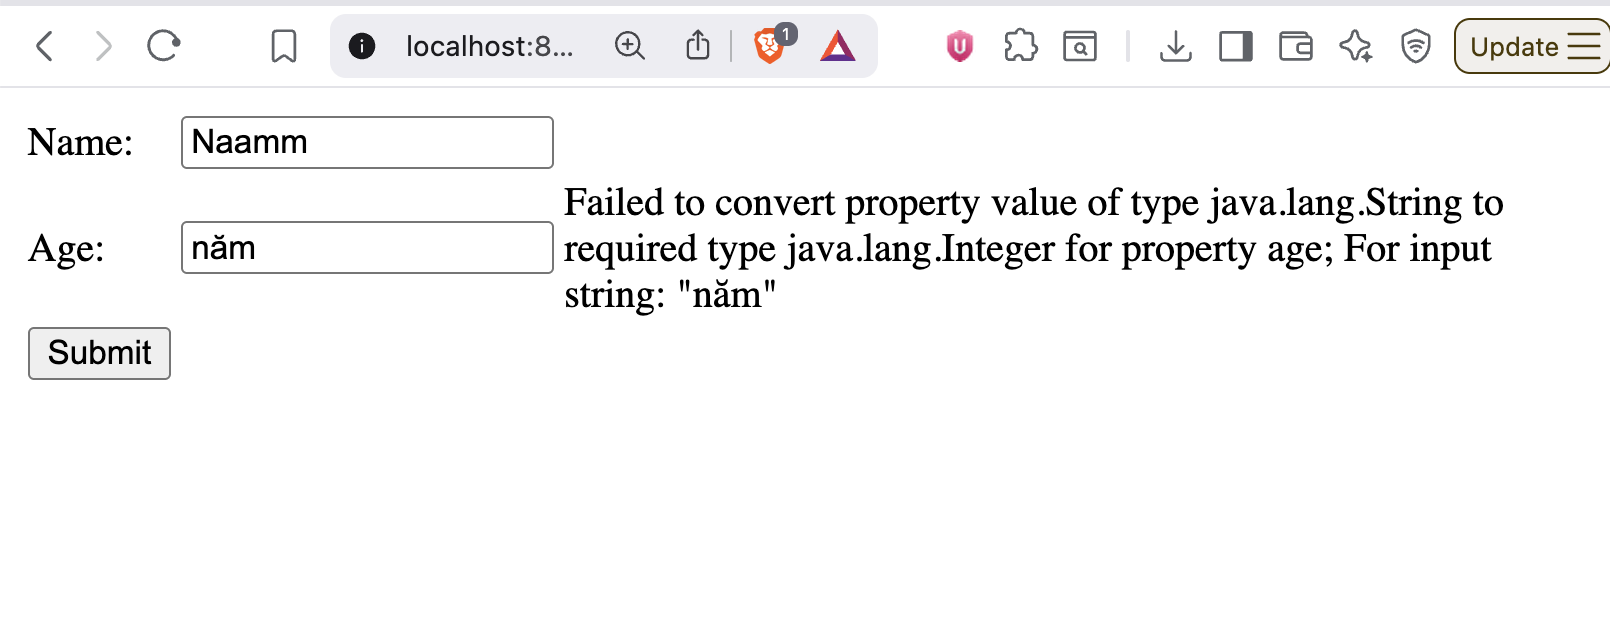 localhost:8...
1
U
Update
Name:
Naamm
Age:
năm
Failed to convert property value of type java.lang.String to
required type java.lang.Integer for property age; For input
string: "năm"
Submit